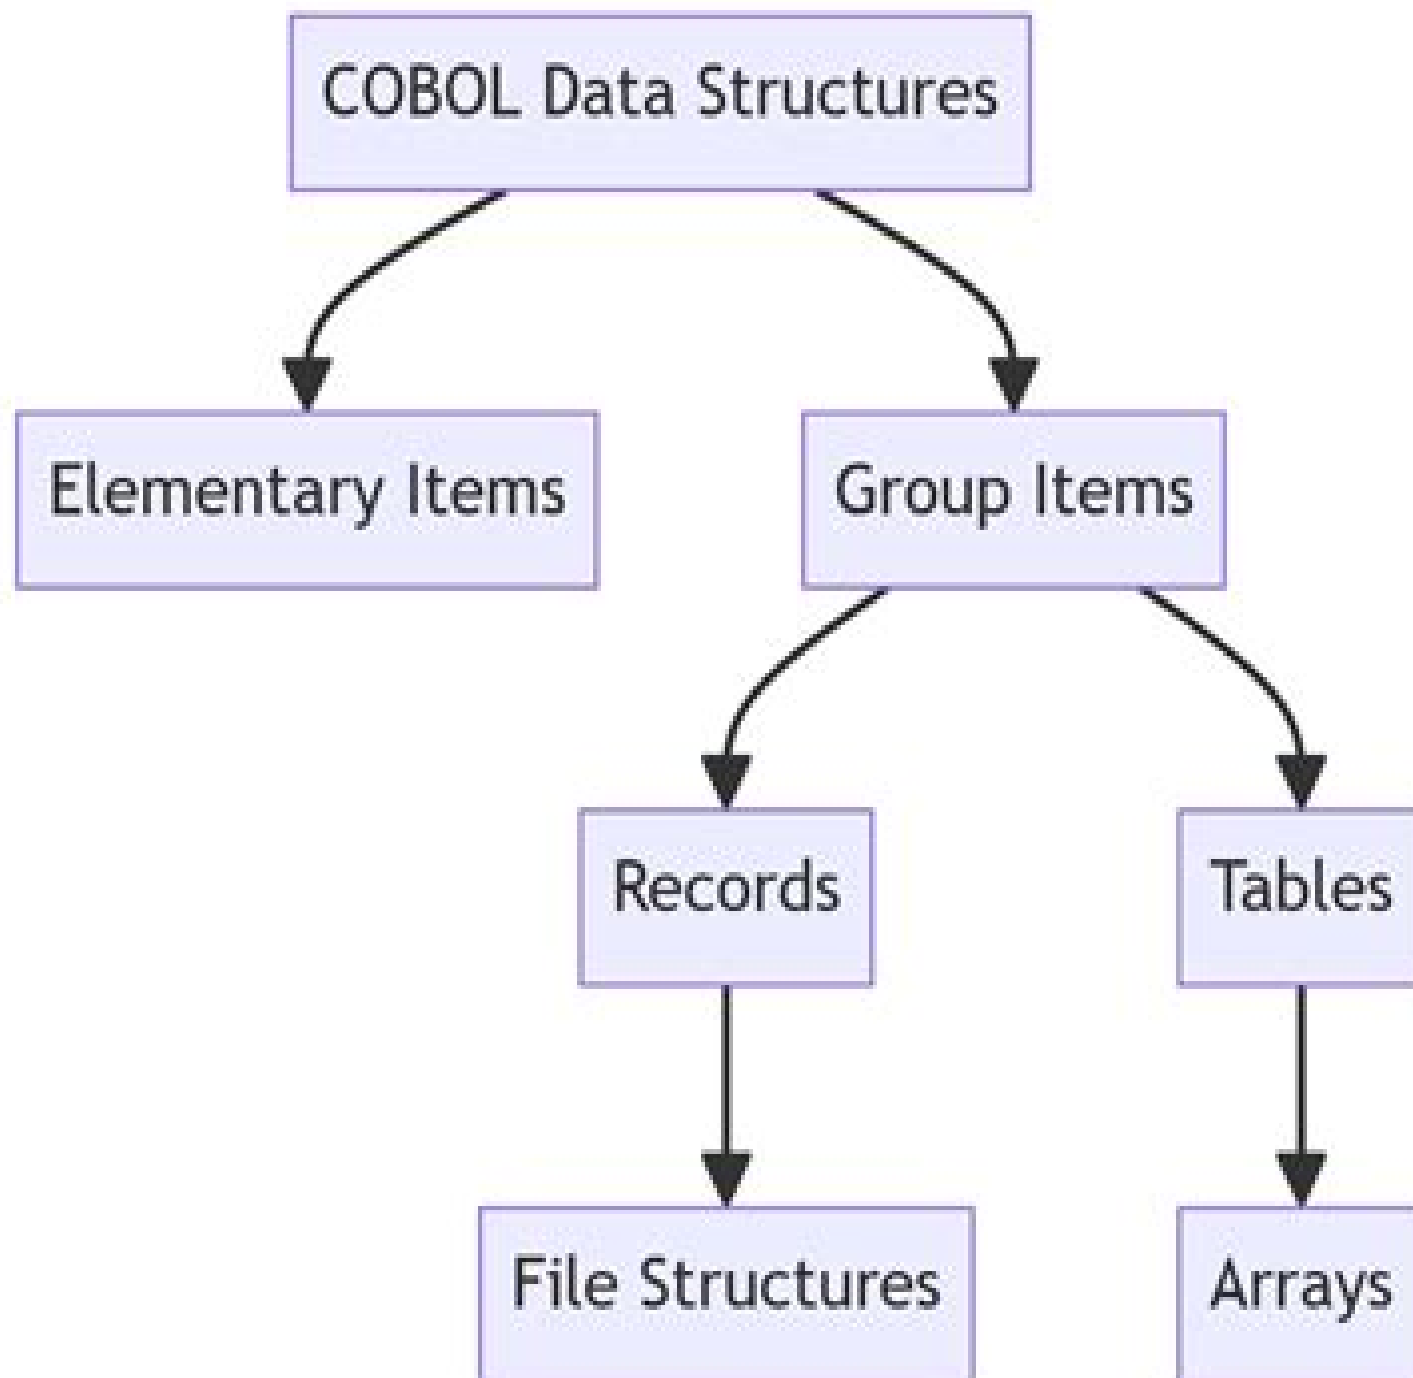 COBOL Data Structures
Elementary Items
Group Items
Records
Tables
File Structures
Arrays